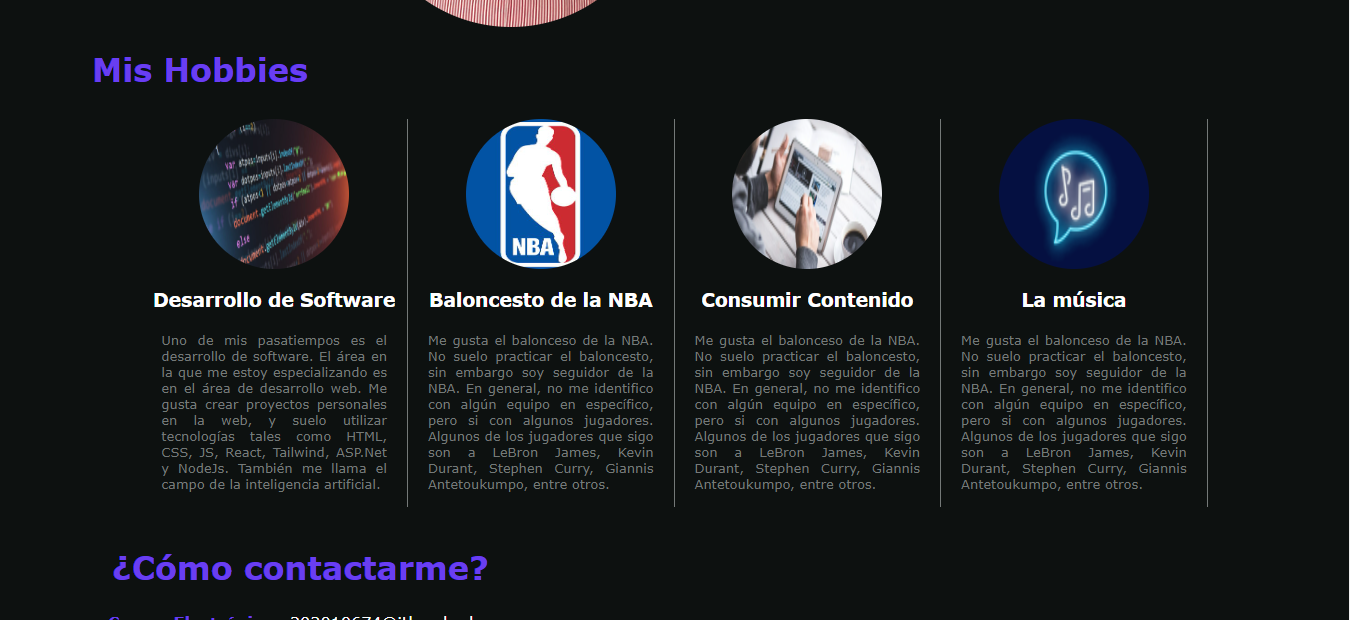 Mis Hobbies
NBA
Desarrollo de Software
Uno de mis pasatiempos es el
desarrollo de software. El área en
la que me estoy especializando es
en el área de desarrollo web. Me
gusta crear proyectos personales
en la web, y suelo utilizar
tecnologías tales como HTML,
CSS, JS, React, Tailwind, ASP.Net
y NodeJs. También me llama el
campo de la inteligencia artificial.
Baloncesto de la NBA
Me gusta el balonceso de la NBA.
No suelo practicar el baloncesto,
sin embargo soy seguidor de la
NBA. En general, no me identifico
con algún equipo en específico,
pero si con algunos jugadores.
Algunos de los jugadores que sigo
son a LeBron James, Kevin
Durant, Stephen Curry, Giannis
Antetoukumpo, entre otros.
Consumir Contenido
Me gusta el balonceso de la NBA.
No suelo practicar el baloncesto,
sin embargo soy seguidor de la
NBA. En general, no me identifico
con algún equipo en específico,
pero si con algunos jugadores.
Algunos de los jugadores que sigo
son a LeBron James, Kevin
Durant, Stephen Curry, Giannis
Antetoukumpo, entre otros.
La música
Me gusta el balonceso de la NBA.
No suelo practicar el baloncesto,
sin embargo soy seguidor de la
NBA. En general, no me identifico
con algún equipo en específico,
pero si con algunos jugadores.
Algunos de los jugadores que sigo
son a LeBron James, Kevin
Durant, Stephen Curry, Giannis
Antetoukumpo, entre otros.
¿Cómo contactarme?